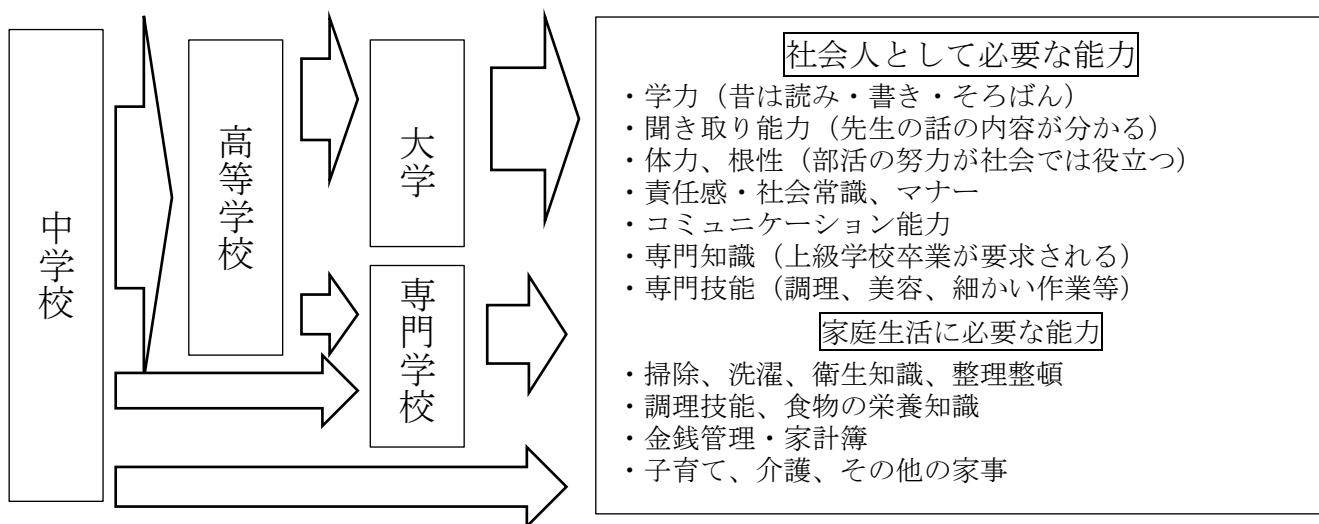 中学校
高等学校
大学
専門学校
社会人として必要な能力
・学力（昔は読み・書き・そろばん）
・聞き取り能力（先生の話の内容が分かる）
・体力、根性（部活の努力が社会では役立つ）
・責任感・社会常識、マナー
・コミュニケーション能力
・専門知識（上級学校卒業が要求される）
・専門技能（調理、美容、細かい作業等）
家庭生活に必要な能力
・掃除、洗濯、衛生知識、整理整頓
・調理技能、食物の栄養知識
・金銭管理・家計簿
・子育て、介護、その他の家事